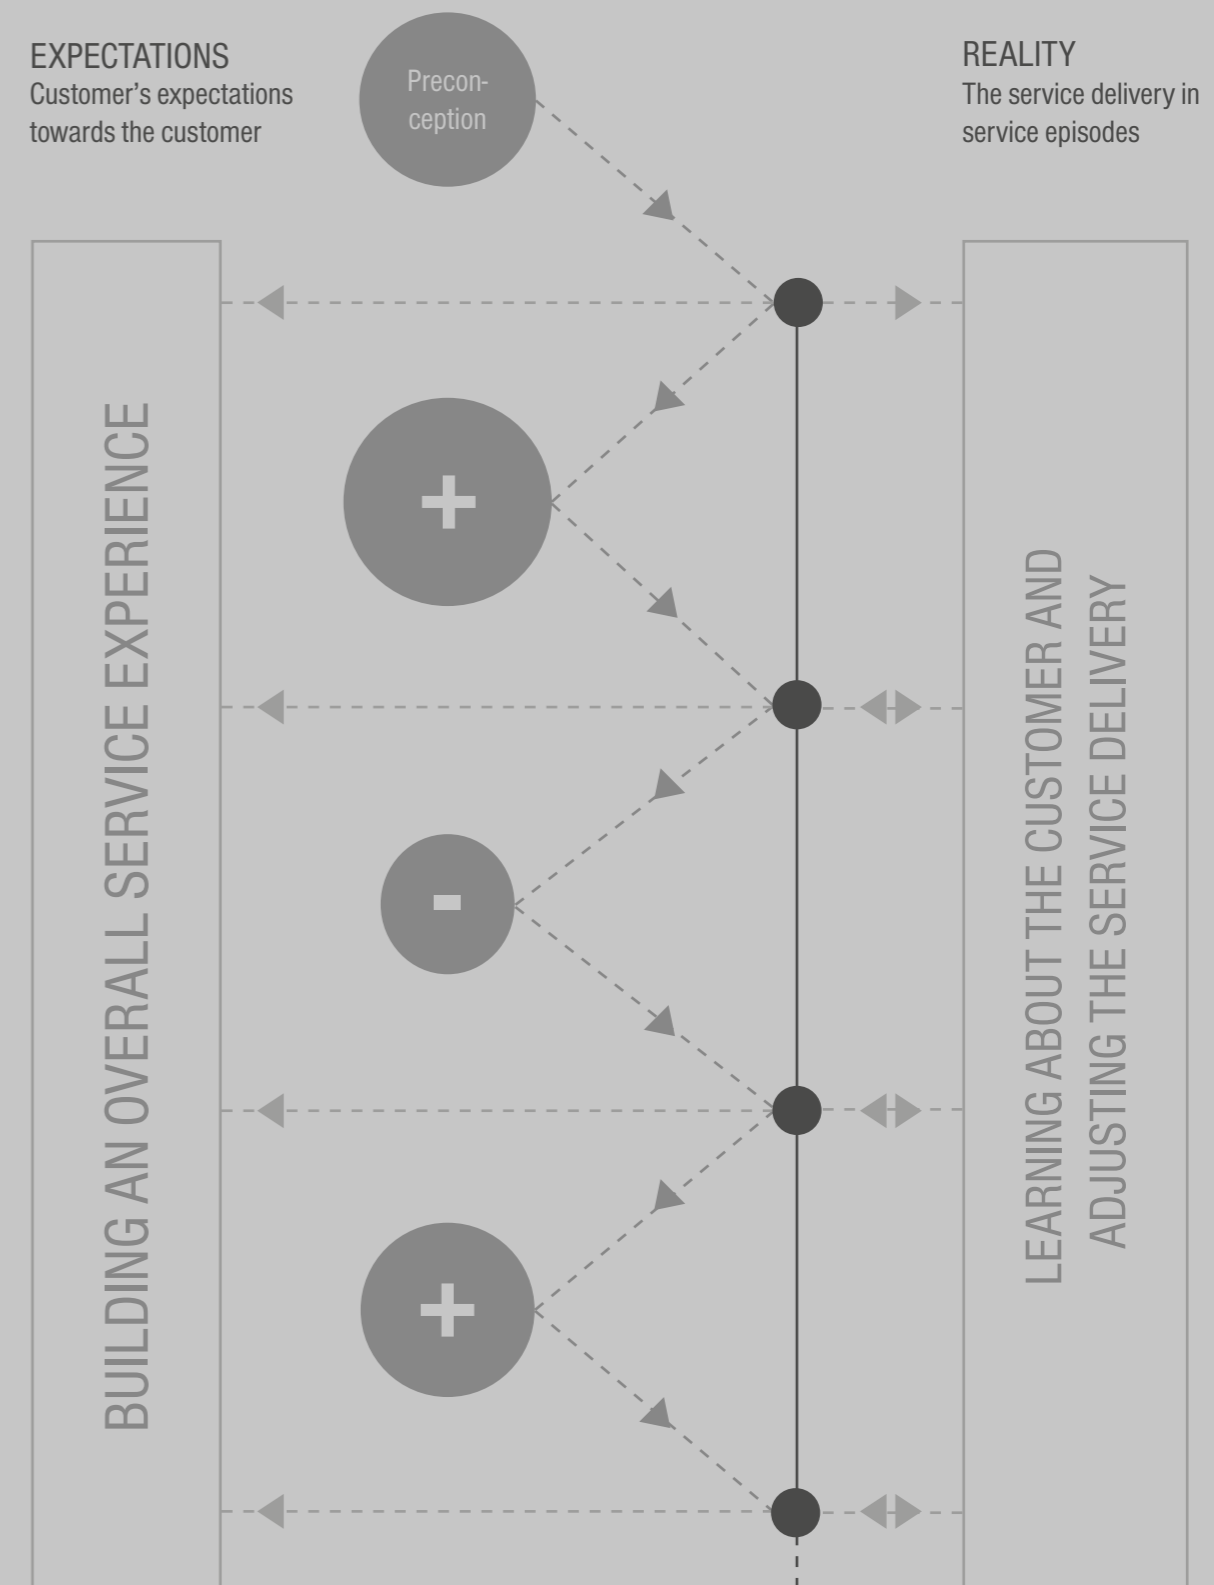 EXPECTATIONS
Customer’s expectations
towards the customer
Precon-
ception
REALITY
The service delivery in
service episodes
BUILDING AN OVERALL SERVICE EXPERIENCE
+
-
+
LEARNING ABOUT THE CUSTOMER AND
ADJUSTING THE SERVICE DELIVERY